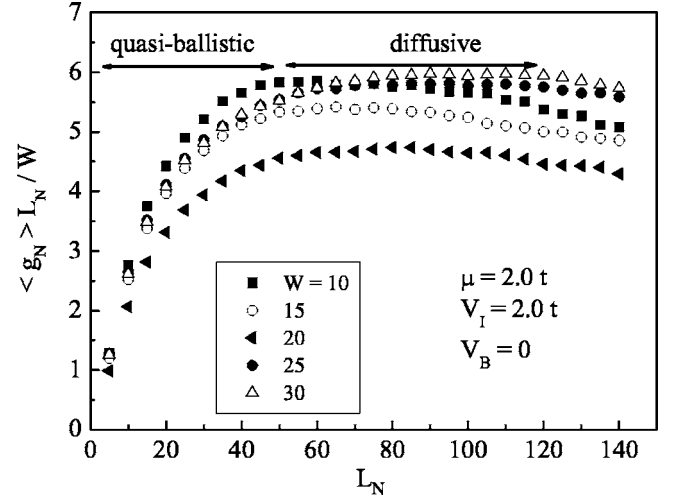 quasi-ballistic diffusive
< g_N > L_N / W
7
6
5
4
3
2
1
0
W = 10
15
20
25
30
μ = 2.0 t
V_I = 2.0 t
V_B = 0
0 20 40 60 80 100 120 140
L_N